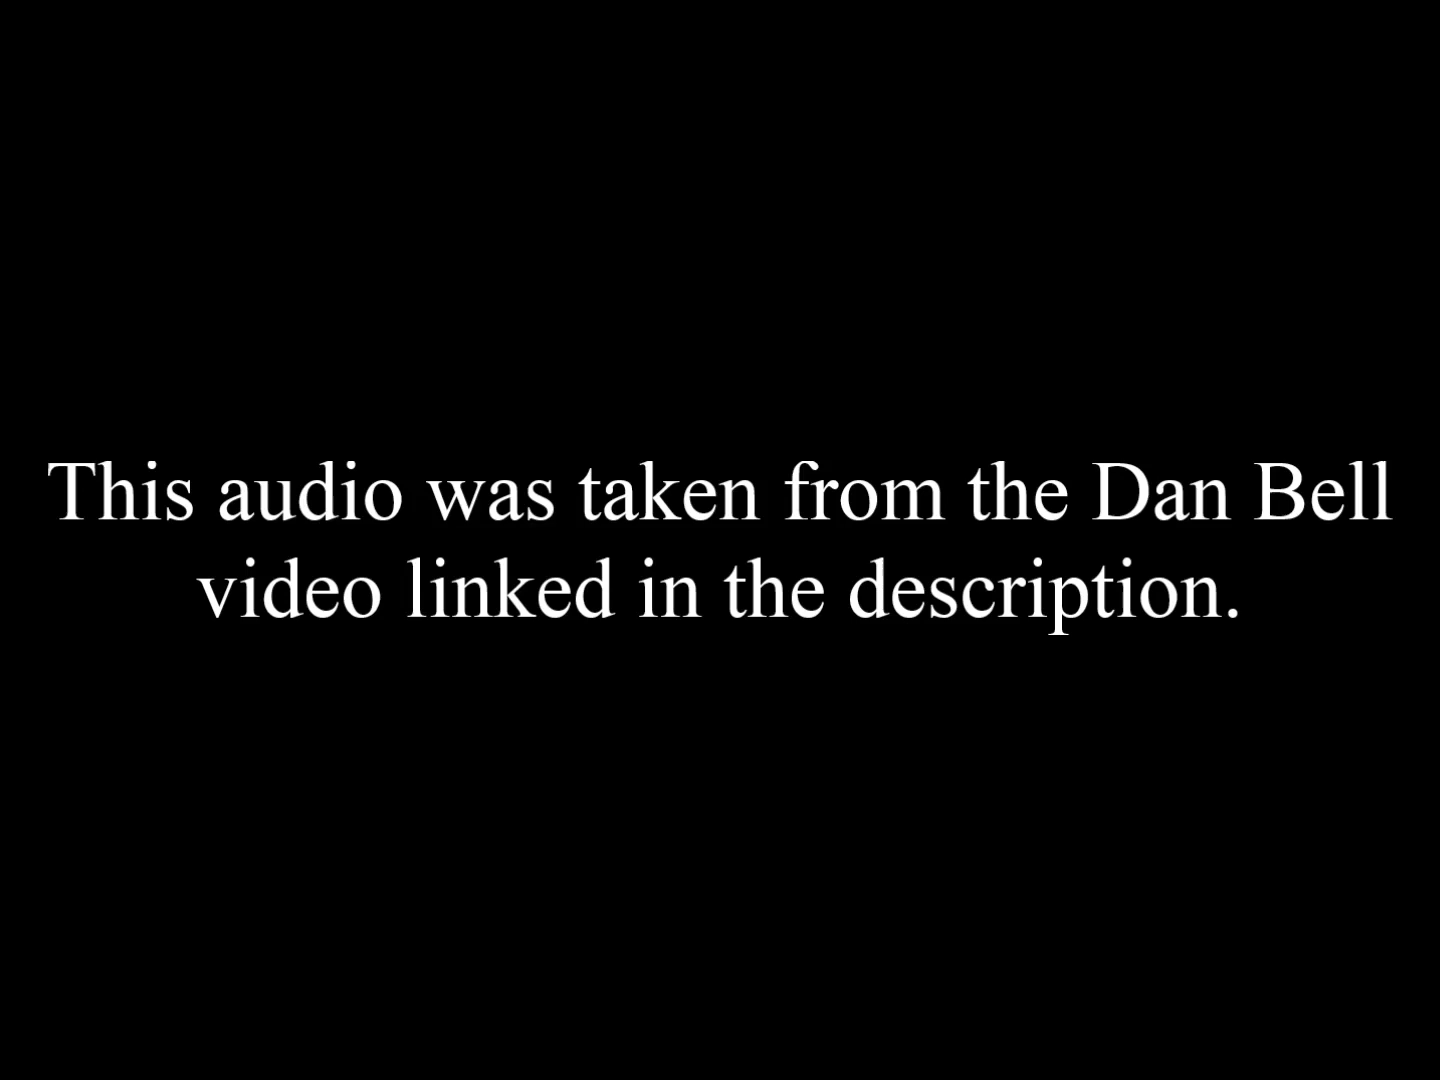 This audio was taken from the Dan Bell
video linked in the description.